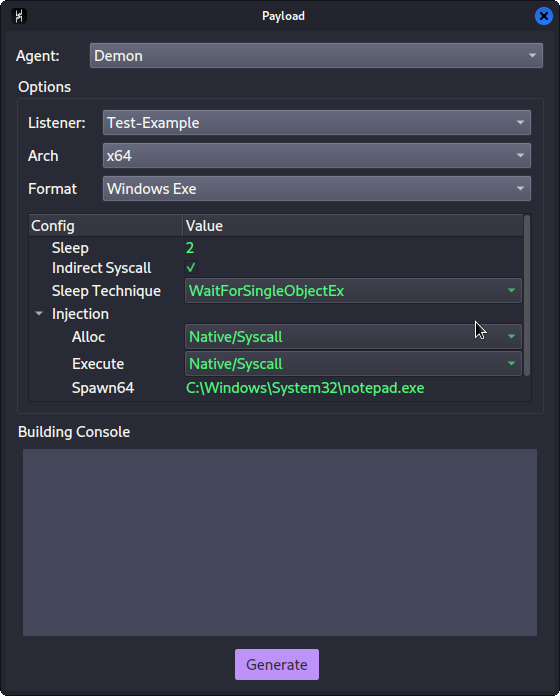 Payload
Agent: Demon
Options
Listener: Test-Example
Arch x64
Format Windows Exe
Config Value
Sleep 2
Indirect Syscall ✓
Sleep Technique WaitForSingleObjectEx
Injection
Alloc Native/Syscall
Execute Native/Syscall
Spawn64 C:\Windows\System32\notepad.exe
Building Console
Generate